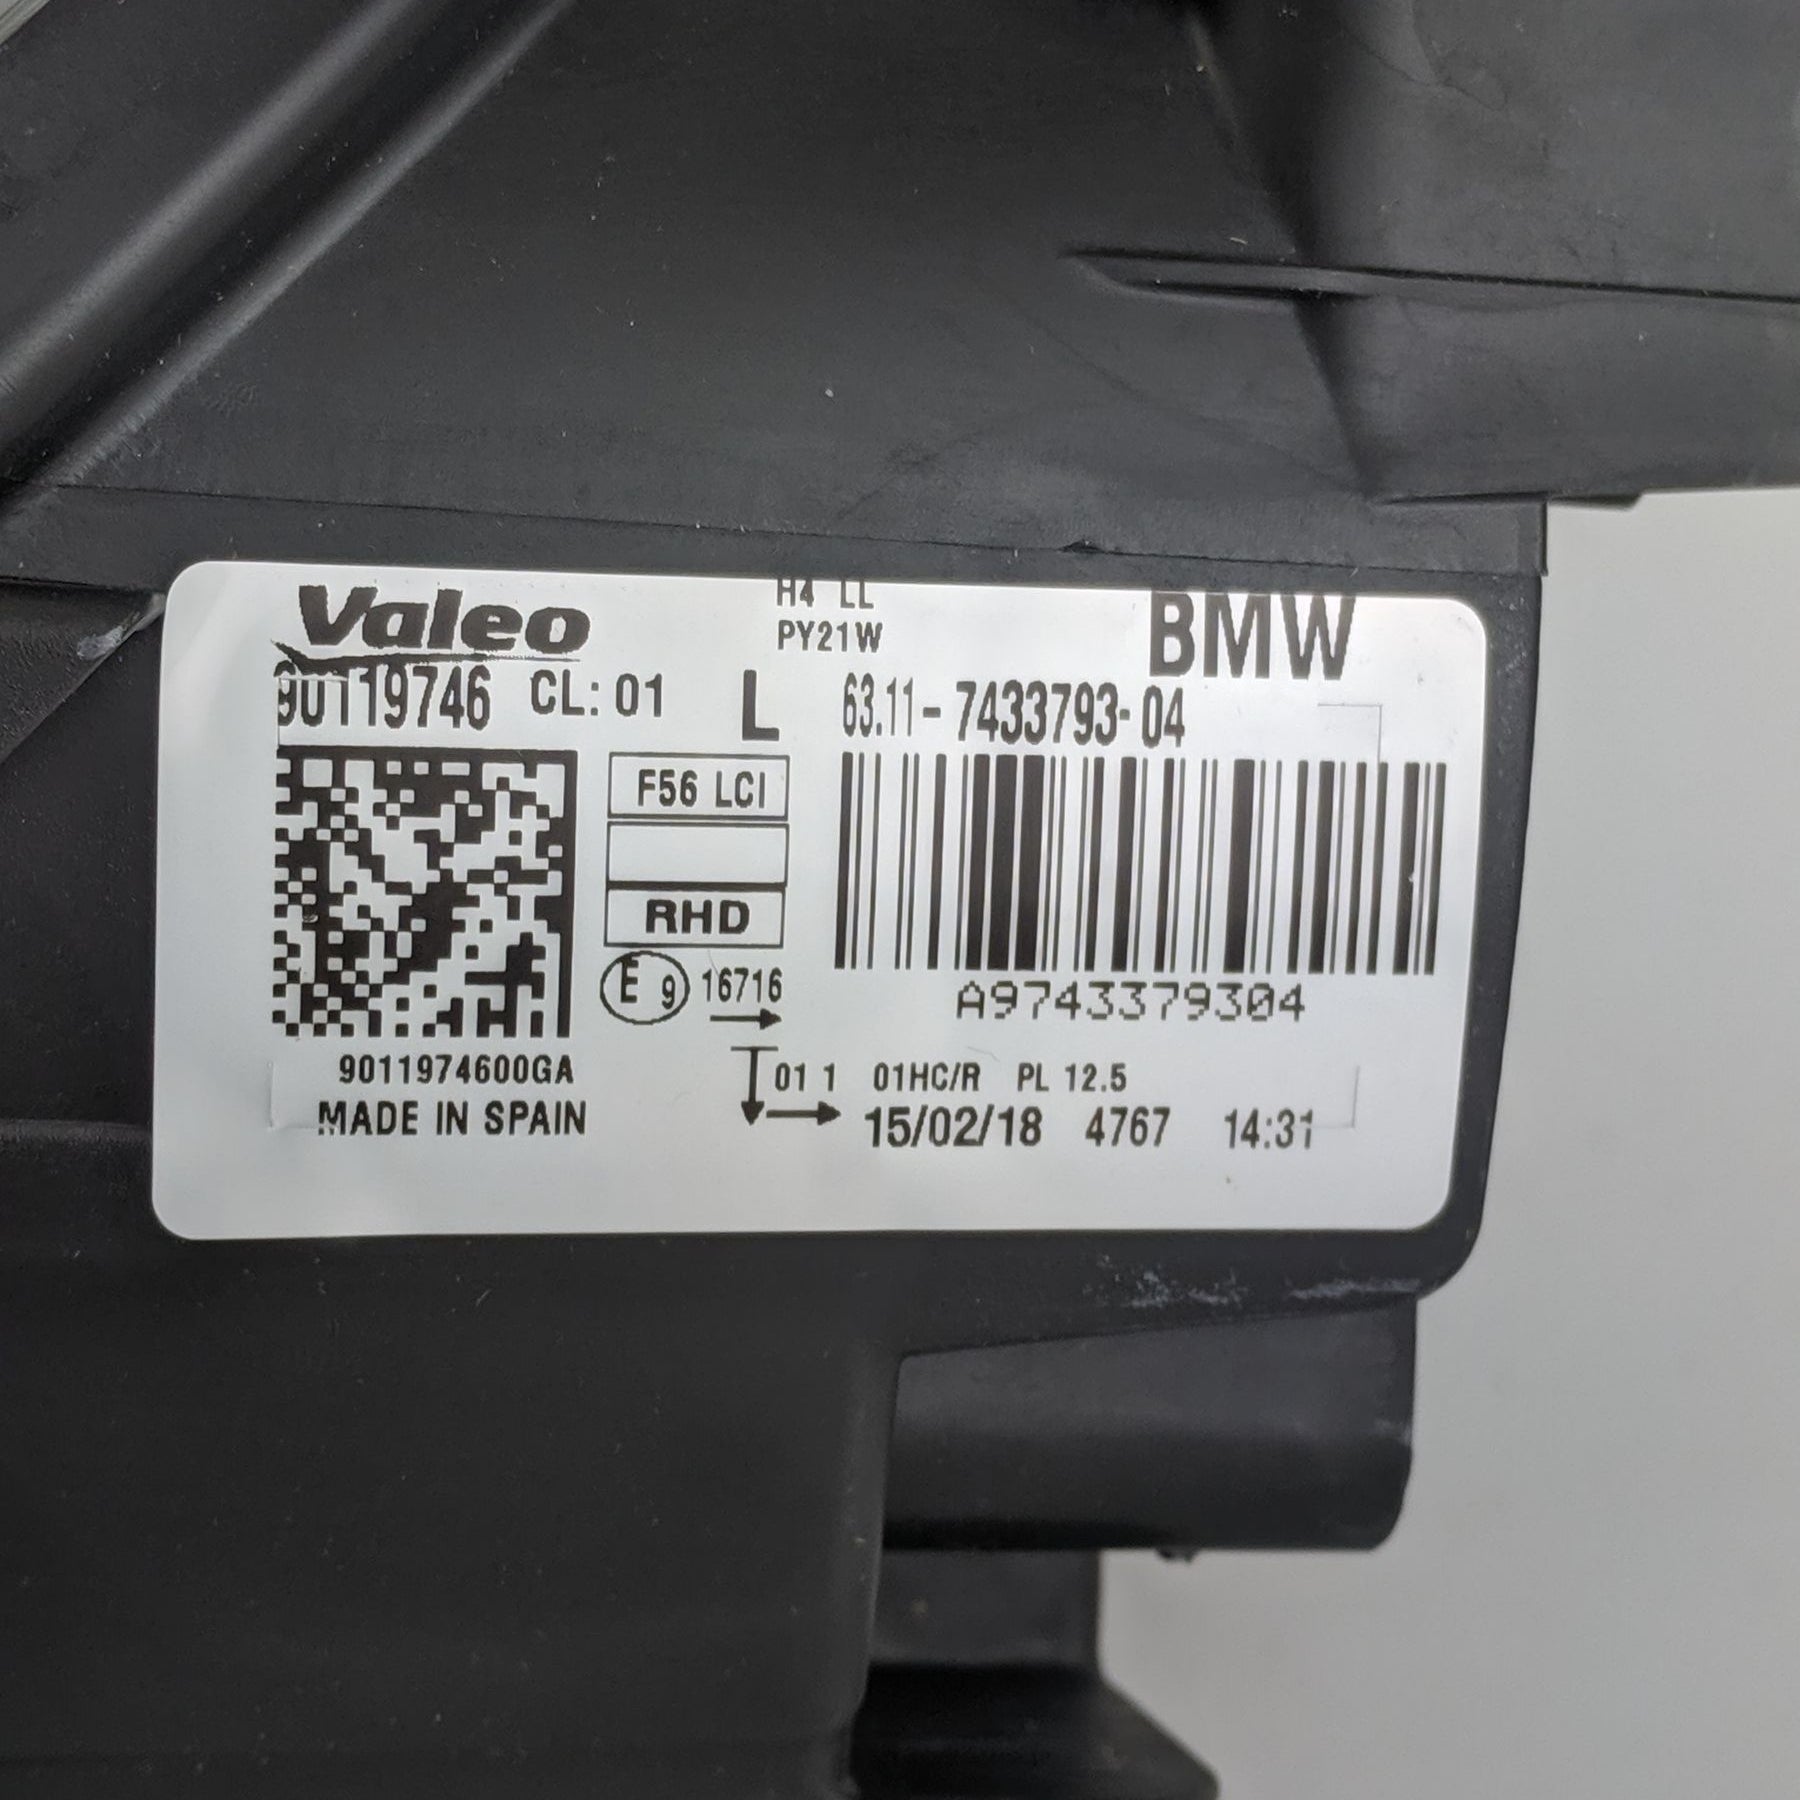 Valeo
H4 LL
PY21W
BMW
90119746 CL: 01 L 63.11- 7433793-04
F56 LCI
RHD
E 9 16716
A9743379304
9011974600GA
01 1 01HC/R PL 12.5
MADE IN SPAIN
15/02/18 4767 14:31